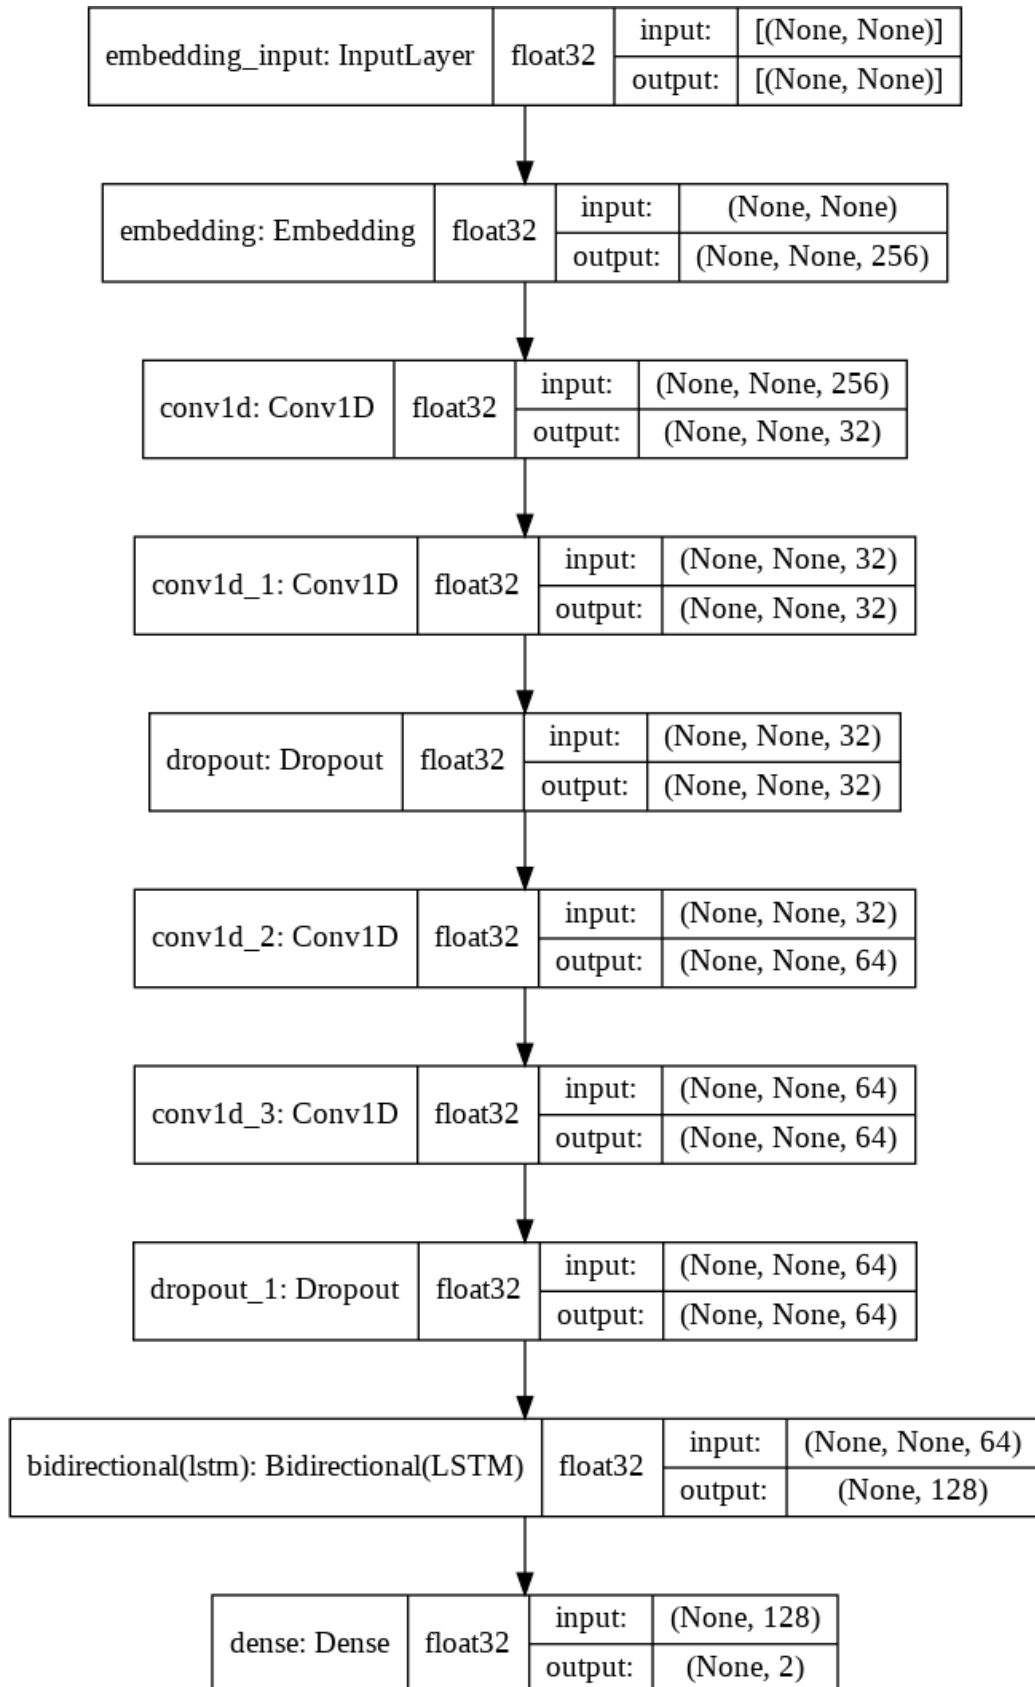 embedding_input: InputLayer float32 input: [(None, None)]
output: [(None, None)]
embedding: Embedding float32 input: (None, None)
output: (None, None, 256)
conv1d: Conv1D float32 input: (None, None, 256)
output: (None, None, 32)
conv1d_1: Conv1D float32 input: (None, None, 32)
output: (None, None, 32)
dropout: Dropout float32 input: (None, None, 32)
output: (None, None, 32)
conv1d_2: Conv1D float32 input: (None, None, 32)
output: (None, None, 64)
conv1d_3: Conv1D float32 input: (None, None, 64)
output: (None, None, 64)
dropout_1: Dropout float32 input: (None, None, 64)
output: (None, None, 64)
bidirectional(lstm): Bidirectional(LSTM) float32 input: (None, None, 64)
output: (None, 128)
dense: Dense float32 input: (None, 128)
output: (None, 2)